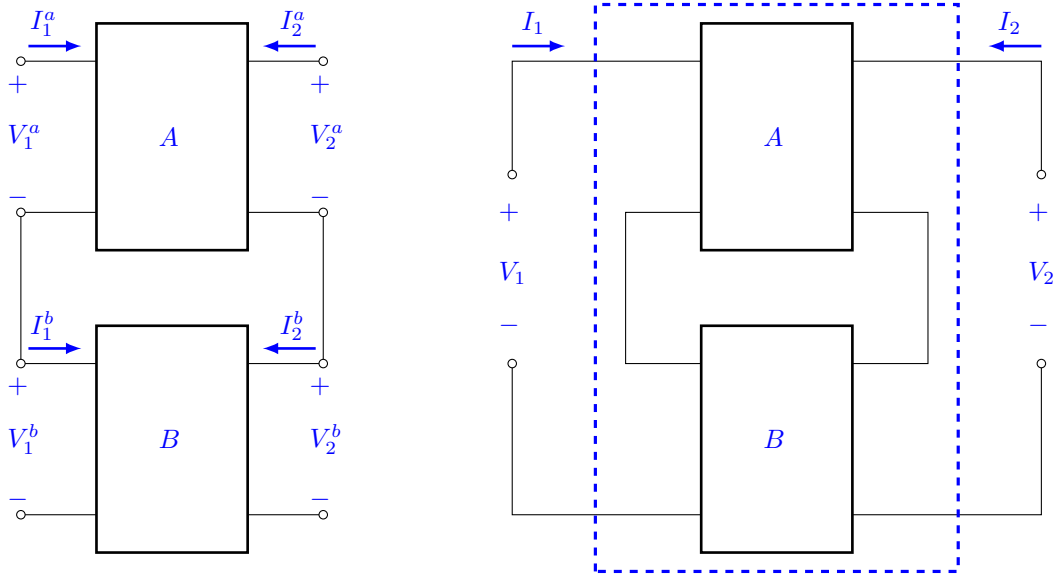 I₁ᵃ I₂ᵃ I₁ I₂
+ +
V₁ᵃ A V₂ᵃ A
− − + +
V₁ V₂
I₁ᵇ I₂ᵇ − −
+ +
V₁ᵇ B V₂ᵇ B
− −